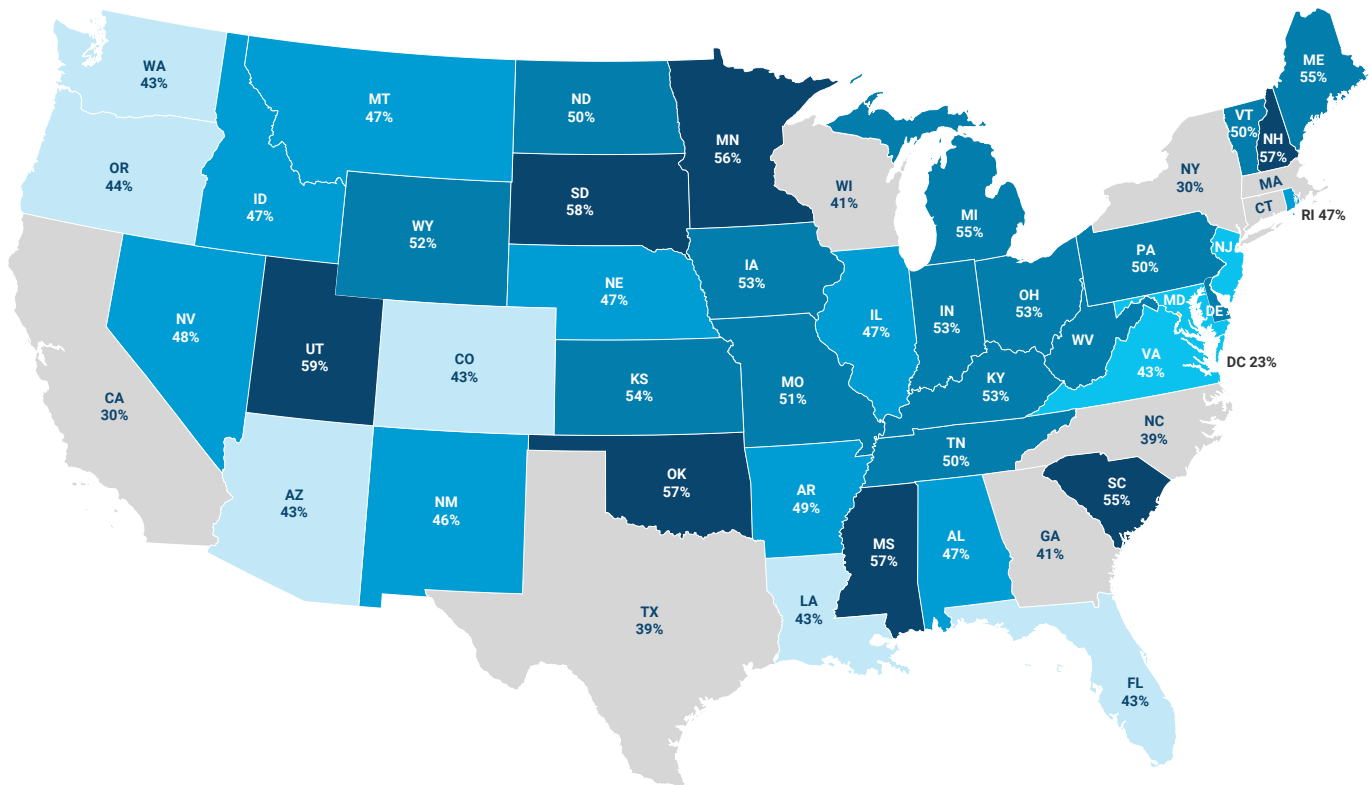 WA
43%
MT
47%
ND
50%
MN
56%
ME
55%
VT
50%
NH
57%
OR
44%
ID
47%
SD
58%
WI
41%
NY
30%
MA
CT
RI 47%
WY
52%
MI
55%
IA
53%
PA
50%
NJ
NE
47%
IL
47%
IN
53%
OH
53%
MD
DE
NV
48%
UT
59%
CO
43%
WV
VA
43%
DC 23%
KS
54%
MO
51%
KY
53%
CA
30%
NC
39%
TN
50%
AZ
43%
NM
46%
OK
57%
AR
49%
SC
55%
MS
57%
AL
47%
GA
41%
TX
39%
LA
43%
FL
43%